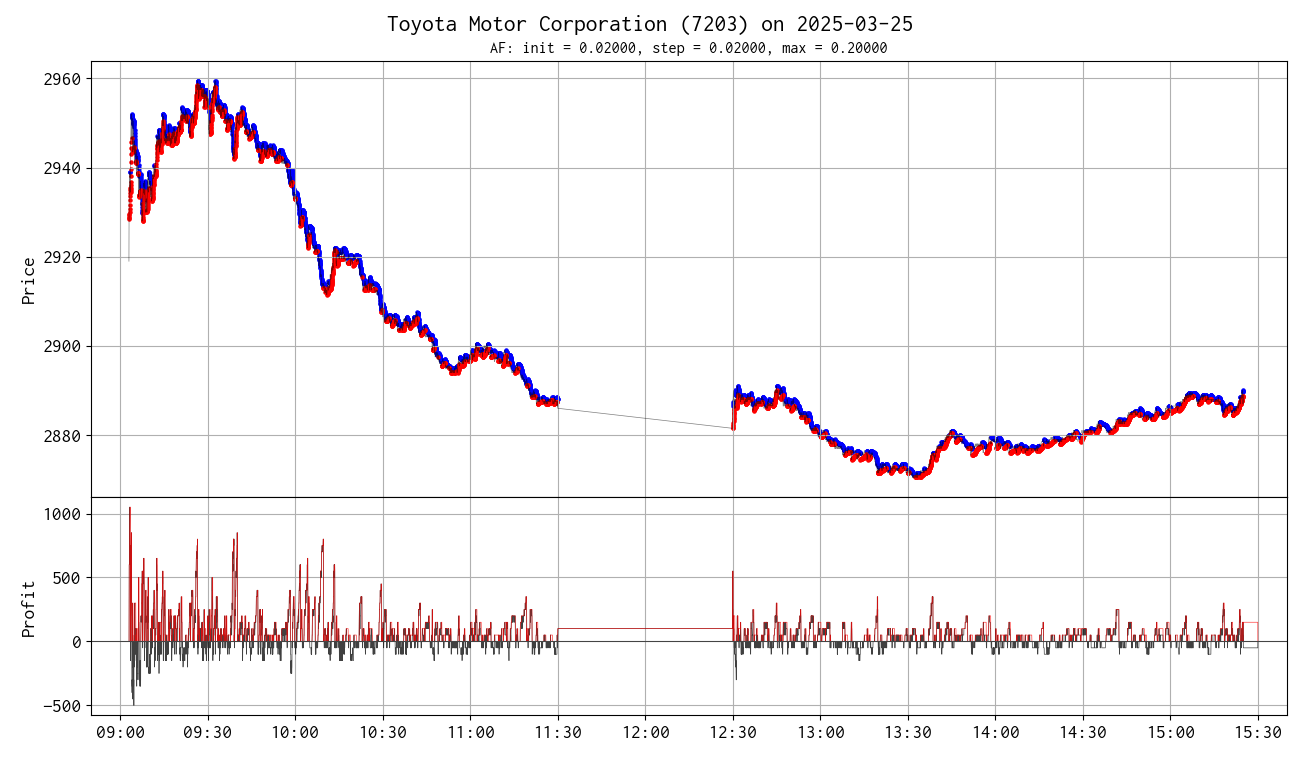 Toyota Motor Corporation (7203) on 2025-03-25
AF: init = 0.02000, step = 0.02000, max = 0.20000
Price
2960
2940
2920
2900
2880
Profit
1000
500
0
−500
09:00 09:30 10:00 10:30 11:00 11:30 12:00 12:30 13:00 13:30 14:00 14:30 15:00 15:30